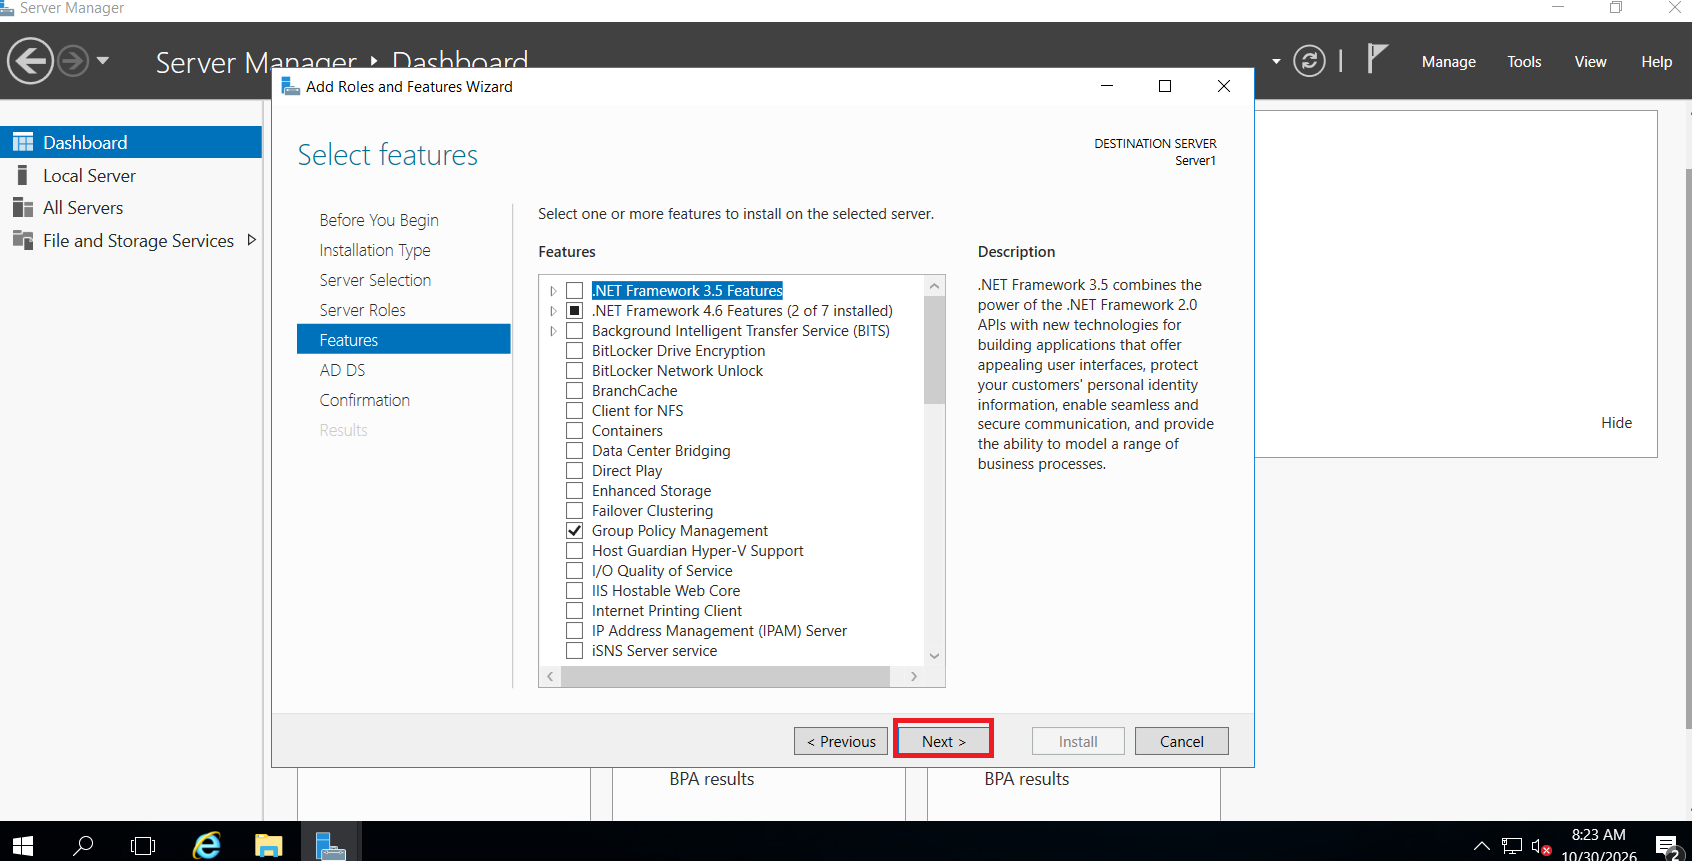 Server Manager
Server Manager ‣ Dashboard
Manage Tools View Help
Add Roles and Features Wizard
Dashboard
Local Server
All Servers
File and Storage Services
Select features
DESTINATION SERVER
Server1
Before You Begin
Installation Type
Server Selection
Server Roles
Features
AD DS
Confirmation
Results
Select one or more features to install on the selected server.
Features
.NET Framework 3.5 Features
.NET Framework 4.6 Features (2 of 7 installed)
Background Intelligent Transfer Service (BITS)
BitLocker Drive Encryption
BitLocker Network Unlock
BranchCache
Client for NFS
Containers
Data Center Bridging
Direct Play
Enhanced Storage
Failover Clustering
Group Policy Management
Host Guardian Hyper-V Support
I/O Quality of Service
IIS Hostable Web Core
Internet Printing Client
IP Address Management (IPAM) Server
iSNS Server service
Description
.NET Framework 3.5 combines the
power of the .NET Framework 2.0
APIs with new technologies for
building applications that offer
appealing user interfaces, protect
your customers' personal identity
information, enable seamless and
secure communication, and provide
the ability to model a range of
business processes.
Hide
< Previous
Next >
Install
Cancel
BPA results
BPA results
8:23 AM
10/30/2026
2